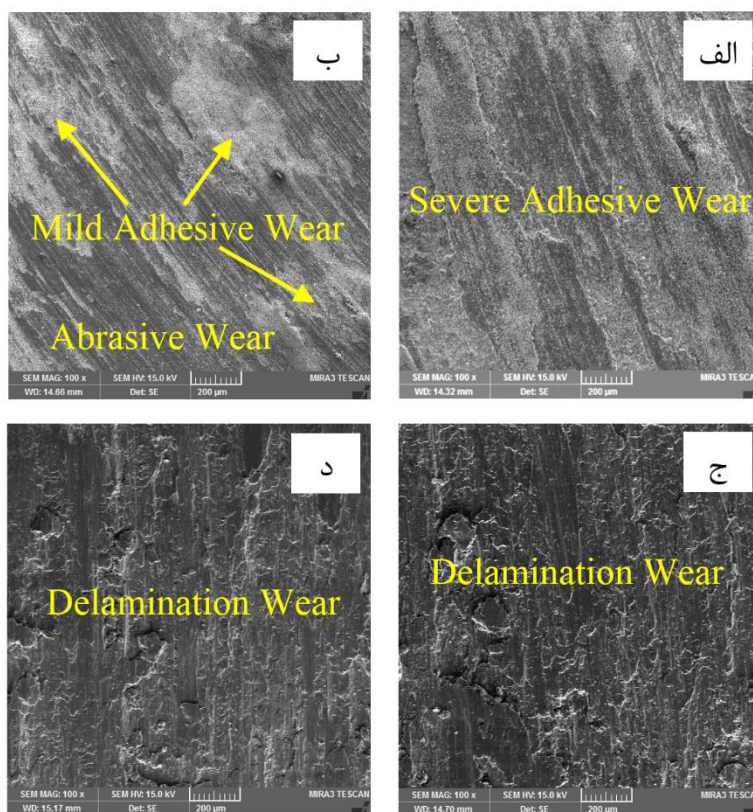 الف
Severe Adhesive Wear
SEM MAG: 100 x SEM HV: 15.0 kV MIRA3 TESCAN
WD: 14.32 mm Det: SE 200 µm
ب
Mild Adhesive Wear
Abrasive Wear
SEM MAG: 100 x SEM HV: 15.0 kV MIRA3 TESCAN
WD: 14.66 mm Det: SE 200 µm
ج
Delamination Wear
SEM MAG: 100 x SEM HV: 15.0 kV MIRA3 TESCAN
WD: 14.70 mm Det: SE 200 µm
د
Delamination Wear
SEM MAG: 100 x SEM HV: 15.0 kV MIRA3 TESCAN
WD: 15.17 mm Det: SE 200 µm